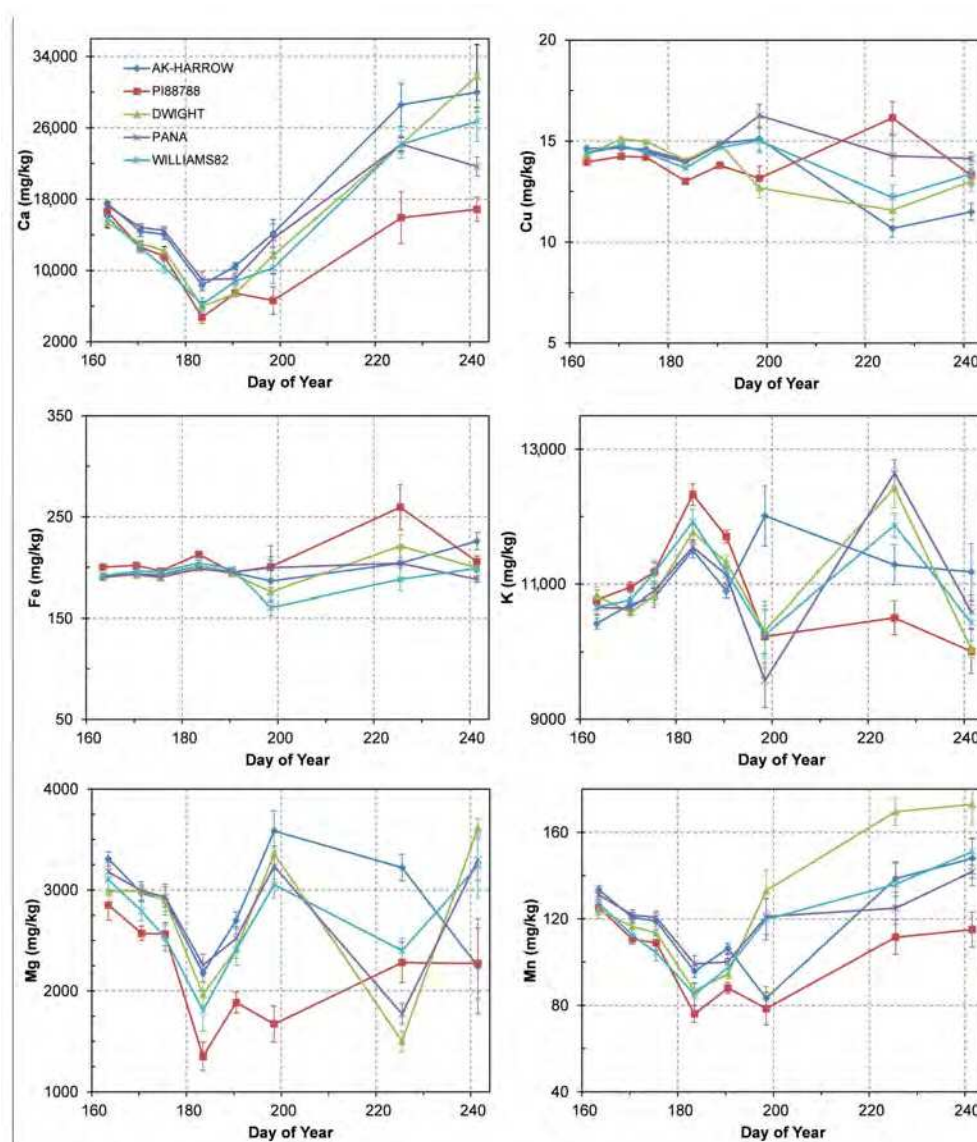 34,000
26,000
18,000
10,000
2000
Ca (mg/kg)
AK-HARROW
PI88788
DWIGHT
PANA
WILLIAMS82
160 180 200 220 240
Day of Year
20
15
10
5
Cu (mg/kg)
160 180 200 220 240
Day of Year
350
250
150
50
Fe (mg/kg)
160 180 200 220 240
Day of Year
13,000
11,000
9000
K (mg/kg)
160 180 200 220 240
Day of Year
4000
3000
2000
1000
Mg (mg/kg)
160 180 200 220 240
Day of Year
160
120
80
40
Mn (mg/kg)
160 180 200 220 240
Day of Year